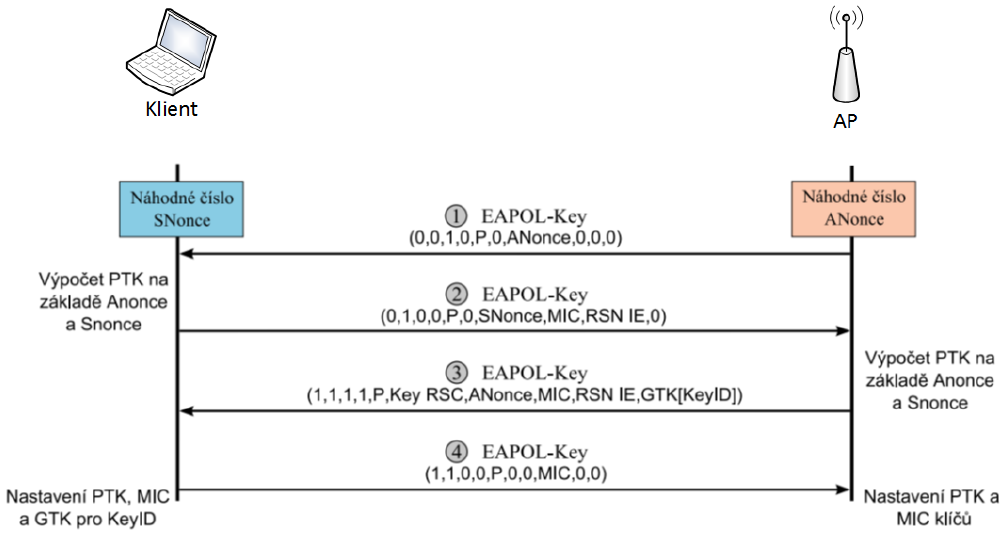 Klient
AP
Náhodné číslo
SNonce
Náhodné číslo
ANonce
1 EAPOL-Key
(0,0,1,0,P,0,ANonce,0,0,0)
Výpočet PTK na
základě Anonce
a Snonce
2 EAPOL-Key
(0,1,0,0,P,0,SNonce,MIC,RSN IE,0)
Výpočet PTK na
základě Anonce
a Snonce
3 EAPOL-Key
(1,1,1,1,P,Key RSC,ANonce,MIC,RSN IE,GTK[KeyID])
4 EAPOL-Key
(1,1,0,0,P,0,0,MIC,0,0)
Nastavení PTK, MIC
a GTK pro KeyID
Nastavení PTK a
MIC klíčů